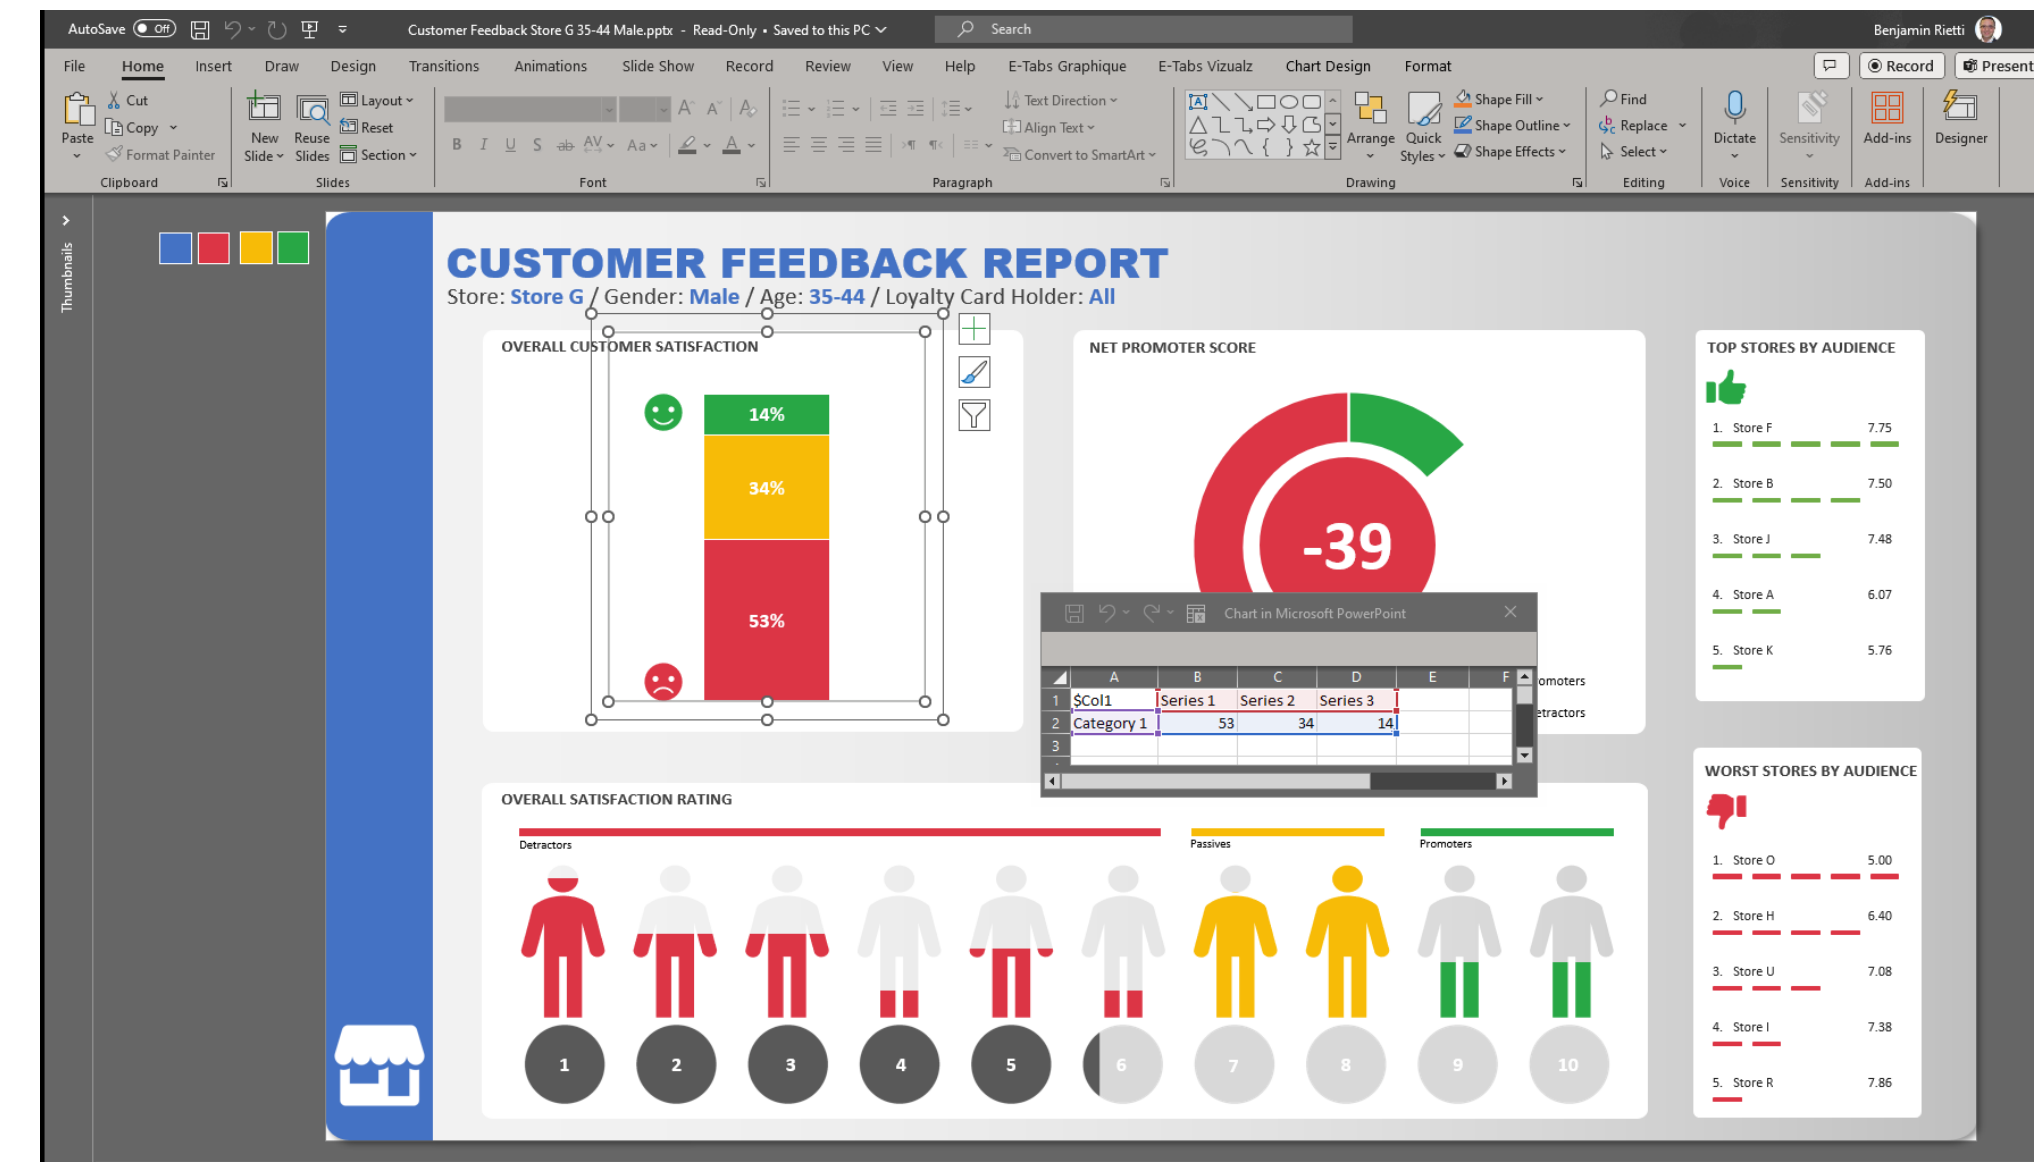 AutoSave Off Customer Feedback Store G 35-44 Male.pptx - Read-Only • Saved to this PC Search Benjamin Rietti
File Home Insert Draw Design Transitions Animations Slide Show Record Review View Help E-Tabs Graphique E-Tabs Vizualz Chart Design Format Record Present
Paste Cut Copy Format Painter Clipboard
New Slide Reuse Slides Layout Reset Section Slides
B I U S ab AV Aa A Font
Text Direction Align Text Convert to SmartArt Paragraph
Arrange Quick Styles Shape Fill Shape Outline Shape Effects Drawing
Find Replace Select Editing
Dictate Voice
Sensitivity Sensitivity
Add-ins Add-ins
Designer
Thumbnails
CUSTOMER FEEDBACK REPORT
Store: Store G / Gender: Male / Age: 35-44 / Loyalty Card Holder: All
OVERALL CUSTOMER SATISFACTION
14%
34%
53%
NET PROMOTER SCORE
-39
omoters
etractors
Chart in Microsoft PowerPoint
A B C D E F
1 $Col1 Series 1 Series 2 Series 3
2 Category 1 53 34 14
3
TOP STORES BY AUDIENCE
1. Store F 7.75
2. Store B 7.50
3. Store J 7.48
4. Store A 6.07
5. Store K 5.76
OVERALL SATISFACTION RATING
Detractors Passives Promoters
1 2 3 4 5 6 7 8 9 10
WORST STORES BY AUDIENCE
1. Store O 5.00
2. Store H 6.40
3. Store U 7.08
4. Store I 7.38
5. Store R 7.86